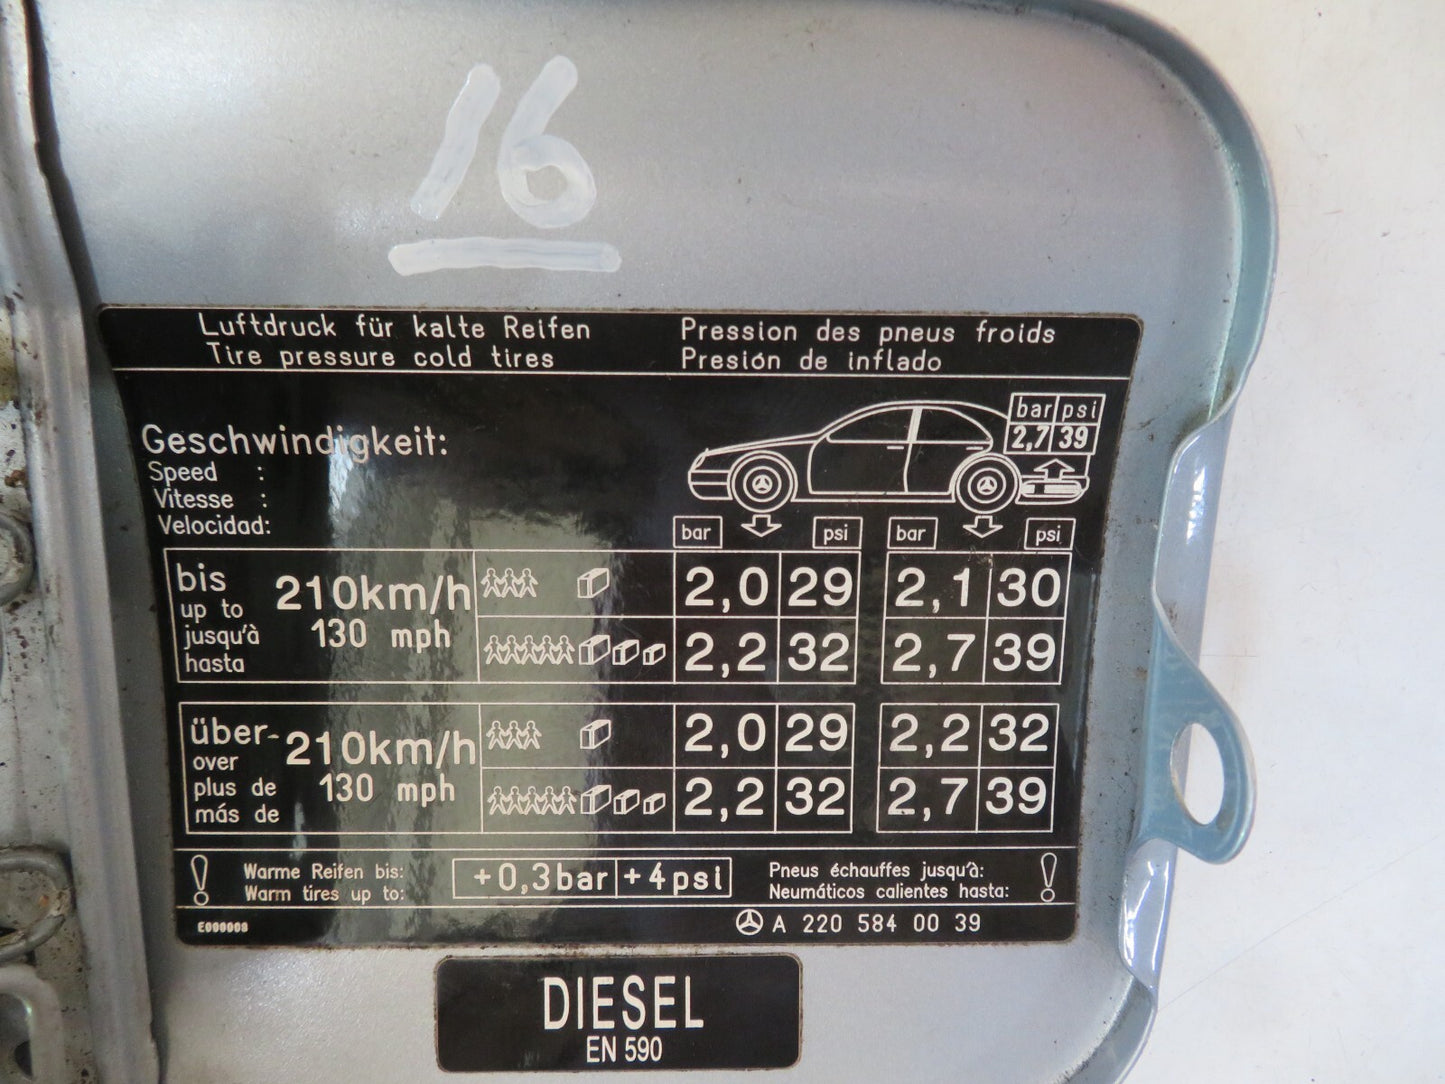 16
Luftdruck für kalte Reifen
Tire pressure cold tires
Pression des pneus froids
Presión de inflado
bar psi
2,7 39
Geschwindigkeit:
Speed :
Vitesse :
Velocidad:
bar psi bar psi
bis
up to
jusqu'à
hasta
210km/h
130 mph
2,0 29 2,1 30
2,2 32 2,7 39
über
over
plus de
más de
210km/h
130 mph
2,0 29 2,2 32
2,2 32 2,7 39
! Warme Reifen bis:
Warm tires up to:
+0,3bar +4psi
Pneus échauffes jusqu'à: !
Neumáticos calientes hasta:
A 220 584 00 39
DIESEL
EN 590